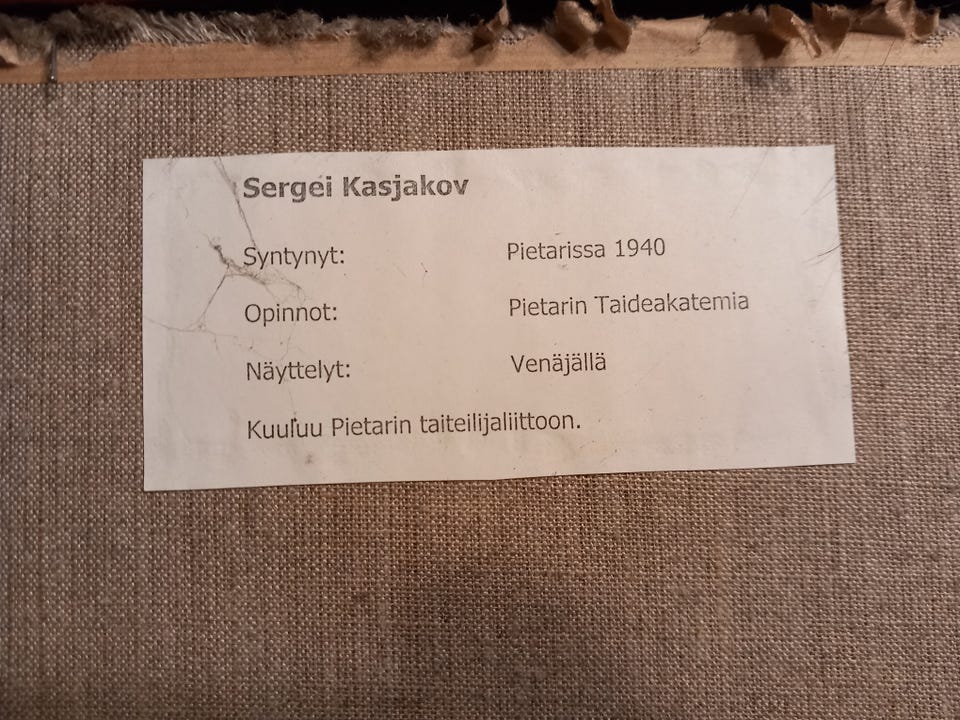 Sergei Kasjakov
Syntynyt: Pietarissa 1940
Opinnot: Pietarin Taideakatemia
Näyttelyt: Venäjällä
Kuuluu Pietarin taiteilijaliittoon.